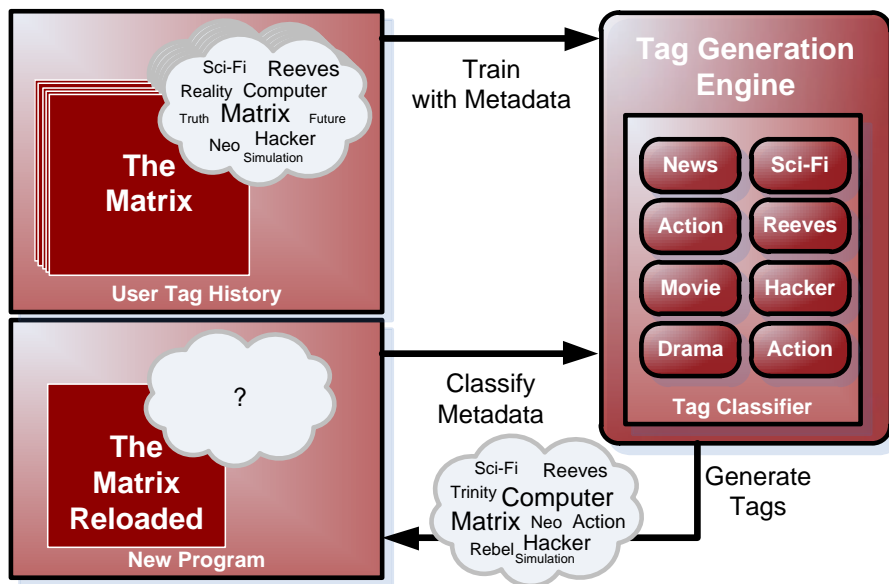 Sci-Fi Reeves
Reality Computer
Truth Matrix Future
Neo Hacker
Simulation
The
Matrix
User Tag History
Train
with Metadata
Tag Generation
Engine
News Sci-Fi
Action Reeves
Movie Hacker
Drama Action
Tag Classifier
?
The
Matrix
Reloaded
New Program
Classify
Metadata
Sci-Fi Reeves
Trinity Computer
Matrix Neo Action
Rebel Hacker
Simulation
Generate
Tags